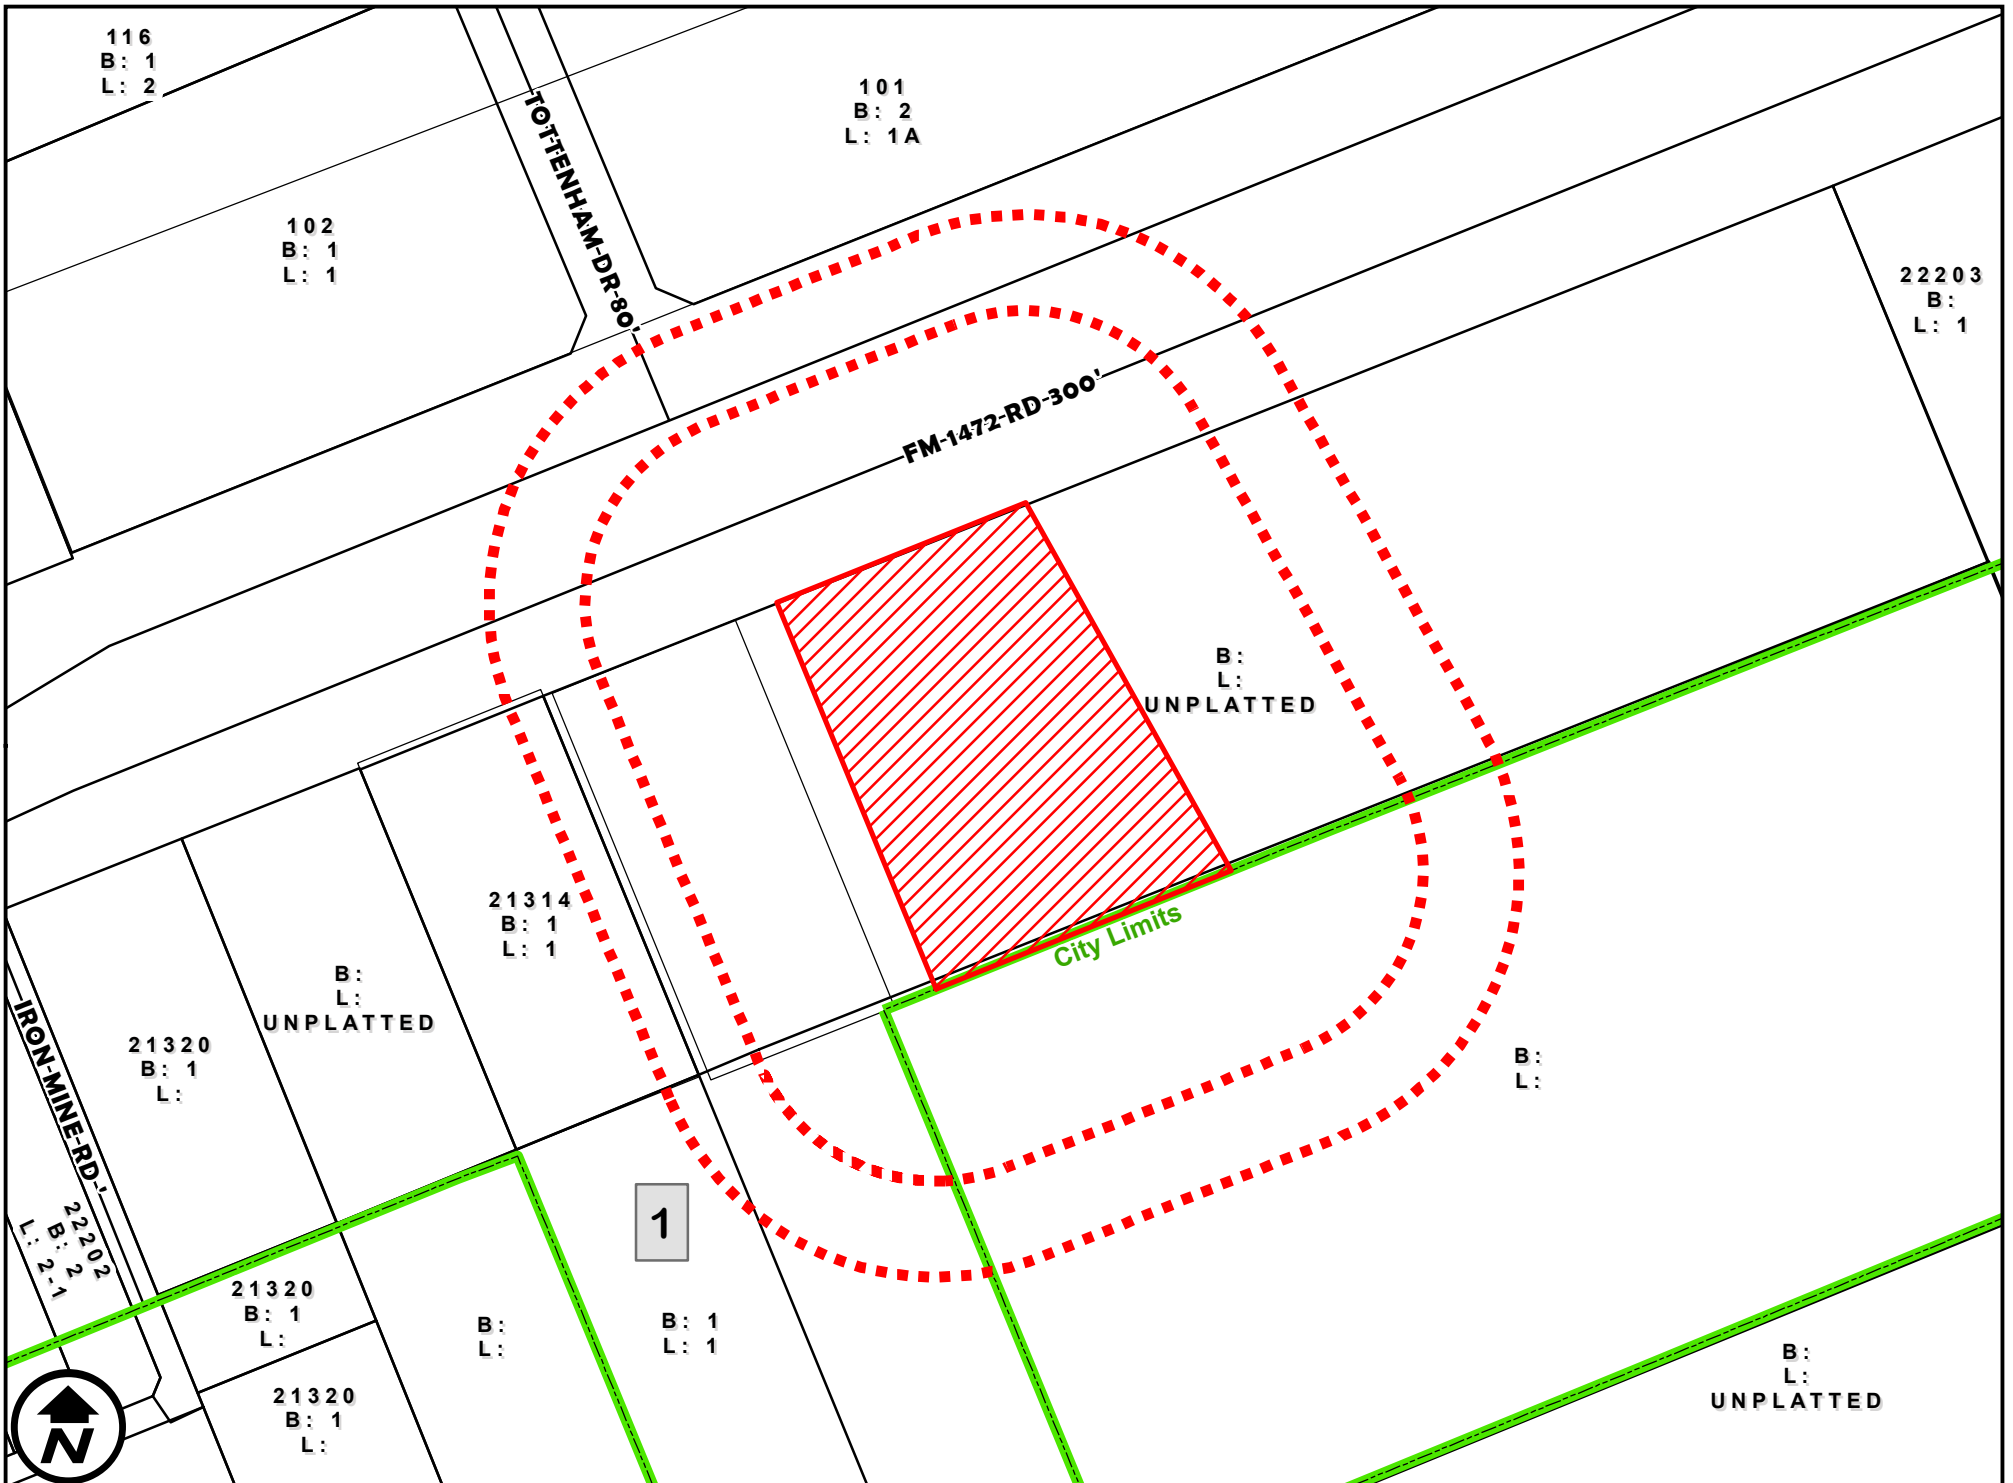 116
B: 1
L: 2
101
B: 2
L: 1A
TOTTENHAM-DR-80'
102
B: 1
L: 1
22203
B:
L: 1
FM-1472-RD-300'
B:
L:
UNPLATTED
21314
B: 1
L: 1
City Limits
B:
L:
UNPLATTED
IRON-MINE-RD-'
21320
B: 1
L:
B:
L:
1
22202
B: 2
L: 2-1
21320
B: 1
L:
B:
L:
B: 1
L: 1
B:
L:
UNPLATTED
21320
B: 1
L:
N